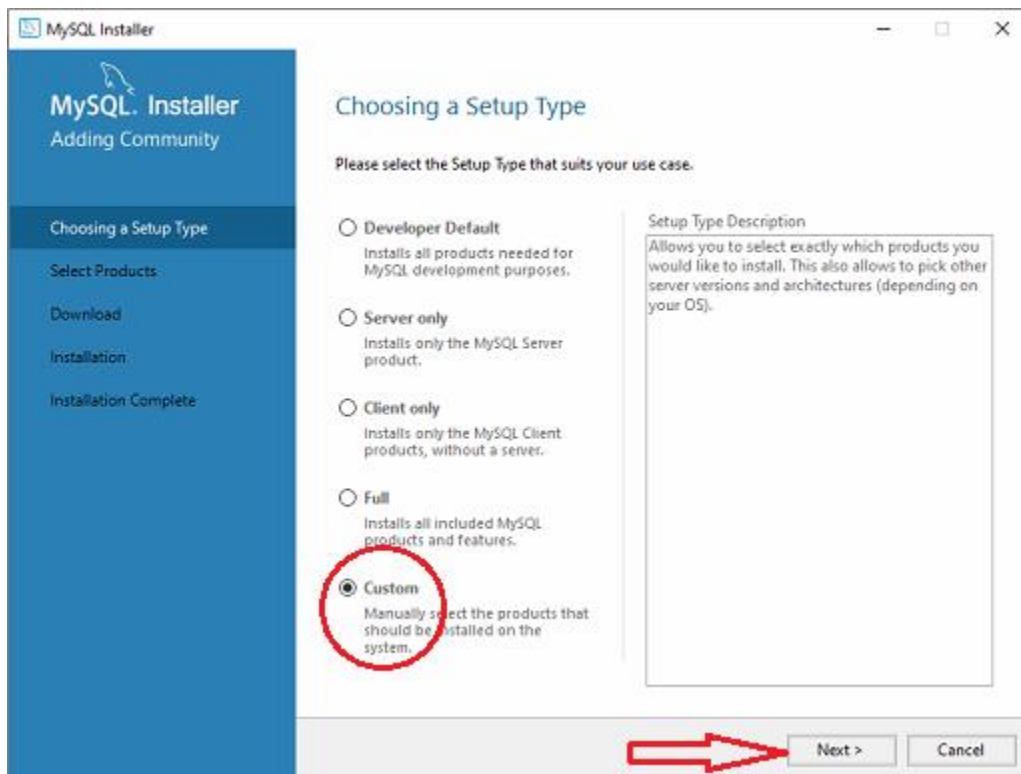 MySQL Installer
MySQL. Installer
Adding Community
Choosing a Setup Type
Select Products
Download
Installation
Installation Complete
Choosing a Setup Type
Please select the Setup Type that suits your use case.
Developer Default
Installs all products needed for
MySQL development purposes.
Server only
Installs only the MySQL Server
product.
Client only
Installs only the MySQL Client
products, without a server.
Full
Installs all included MySQL
products and features.
Custom
Manually select the products that
should be installed on the
system.
Setup Type Description
Allows you to select exactly which products you
would like to install. This also allows to pick other
server versions and architectures (depending on
your OS).
Next >
Cancel